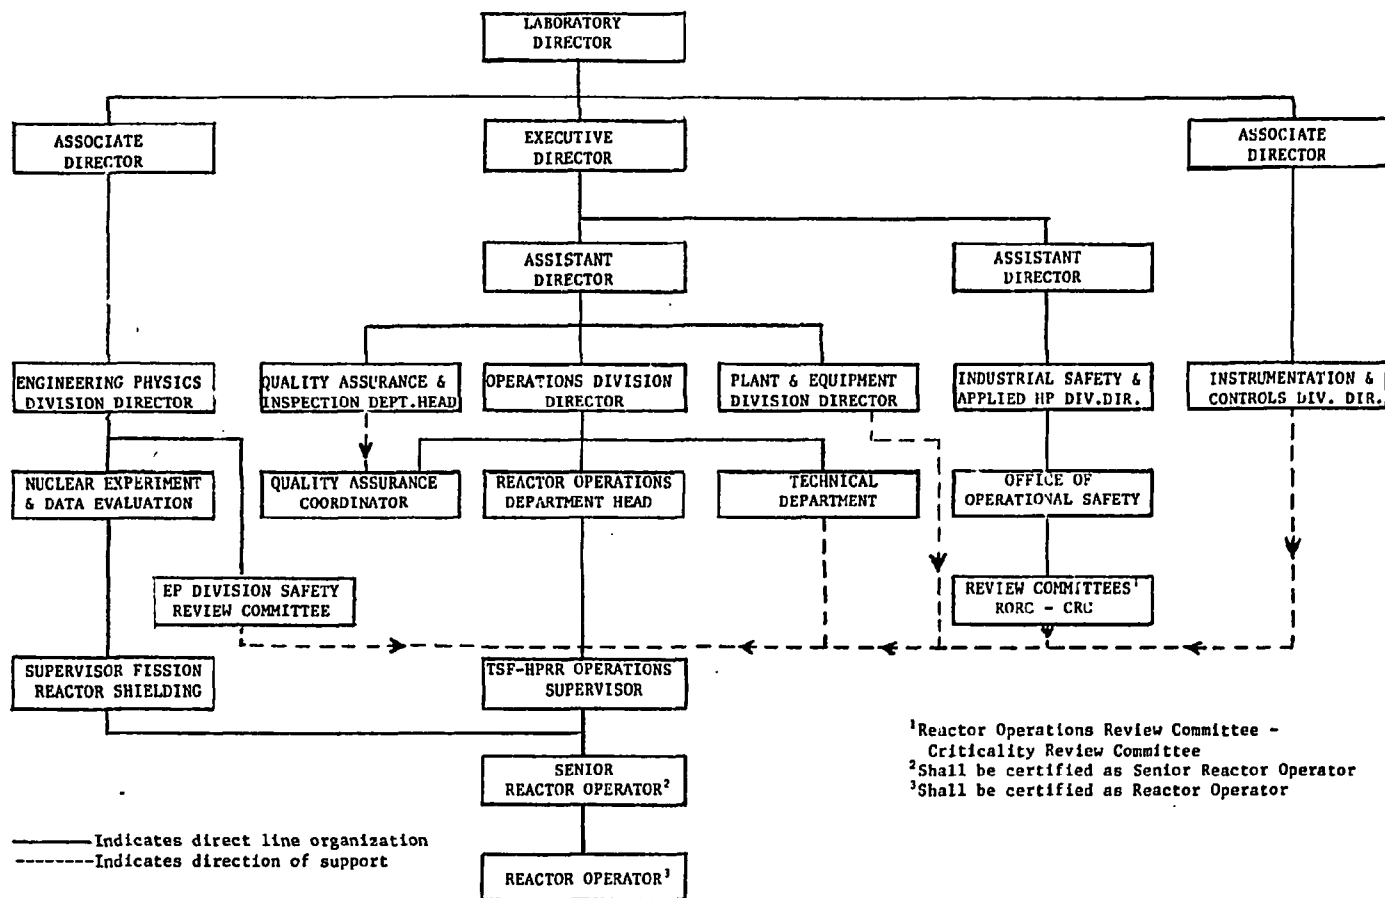 LABORATORY
DIRECTOR
ASSOCIATE
DIRECTOR
EXECUTIVE
DIRECTOR
ASSOCIATE
DIRECTOR
ASSISTANT
DIRECTOR
ASSISTANT
DIRECTOR
ENGINEERING PHYSICS
DIVISION DIRECTOR
QUALITY ASSURANCE &
INSPECTION DEPT.HEAD
OPERATIONS DIVISION
DIRECTOR
PLANT & EQUIPMENT
DIVISION DIRECTOR
INDUSTRIAL SAFETY &
APPLIED HP DIV.DIR.
INSTRUMENTATION &
CONTROLS DIV. DIR.
NUCLEAR EXPERIMENT
& DATA EVALUATION
QUALITY ASSURANCE
COORDINATOR
REACTOR OPERATIONS
DEPARTMENT HEAD
TECHNICAL
DEPARTMENT
OFFICE OF
OPERATIONAL SAFETY
EP DIVISION SAFETY
REVIEW COMMITTEE
REVIEW COMMITTEES¹
RORC - CRC
SUPERVISOR FISSION
REACTOR SHIELDING
TSF-HPRR OPERATIONS
SUPERVISOR
SENIOR
REACTOR OPERATOR²
REACTOR OPERATOR³
¹Reactor Operations Review Committee -
Criticality Review Committee
²Shall be certified as Senior Reactor Operator
³Shall be certified as Reactor Operator
Indicates direct line organization
Indicates direction of support